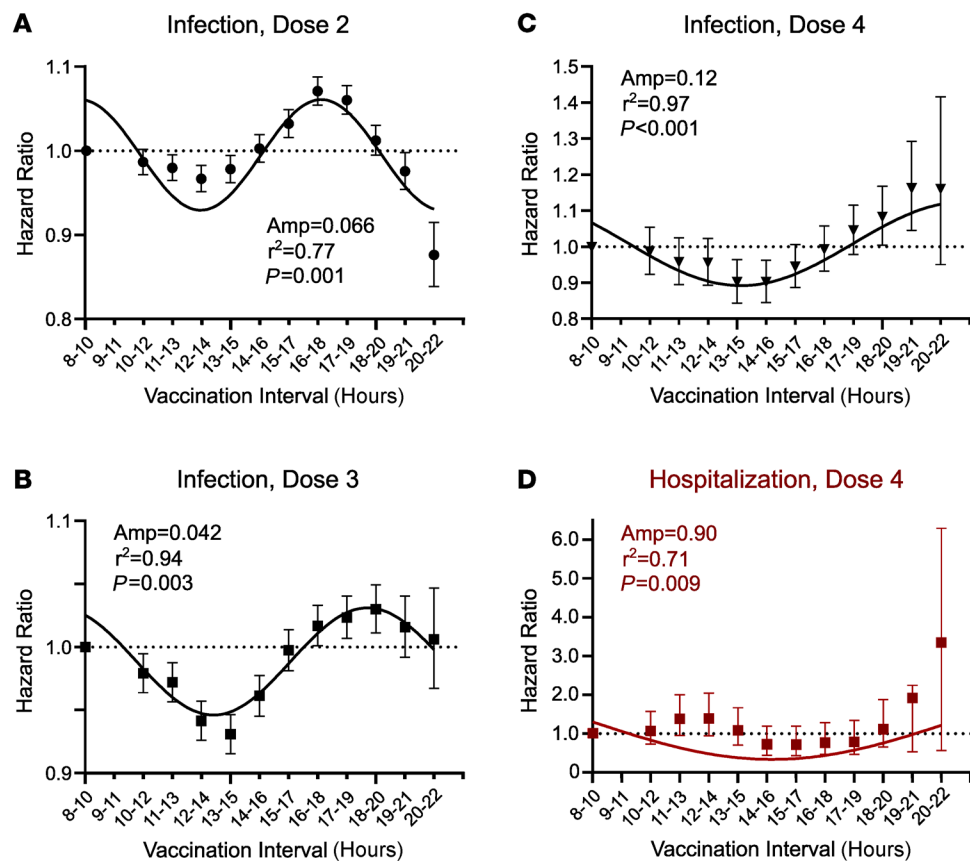 A
Infection, Dose 2
Hazard Ratio
1.1
1.0
0.9
0.8
Amp=0.066
r²=0.77
P=0.001
8-10
9-11
10-12
11-13
12-14
13-15
14-16
15-17
16-18
17-19
18-20
19-21
20-22
Vaccination Interval (Hours)
C
Infection, Dose 4
Hazard Ratio
1.5
1.4
1.3
1.2
1.1
1.0
0.9
0.8
Amp=0.12
r²=0.97
P<0.001
8-10
9-11
10-12
11-13
12-14
13-15
14-16
15-17
16-18
17-19
18-20
19-21
20-22
Vaccination Interval (Hours)
B
Infection, Dose 3
Hazard Ratio
1.1
1.0
0.9
Amp=0.042
r²=0.94
P=0.003
8-10
9-11
10-12
11-13
12-14
13-15
14-16
15-17
16-18
17-19
18-20
19-21
20-22
Vaccination Interval (Hours)
D
Hospitalization, Dose 4
Hazard Ratio
6.0
4.0
3.0
2.0
1.0
0
Amp=0.90
r²=0.71
P=0.009
8-10
9-11
10-12
11-13
12-14
13-15
14-16
15-17
16-18
17-19
18-20
19-21
20-22
Vaccination Interval (Hours)